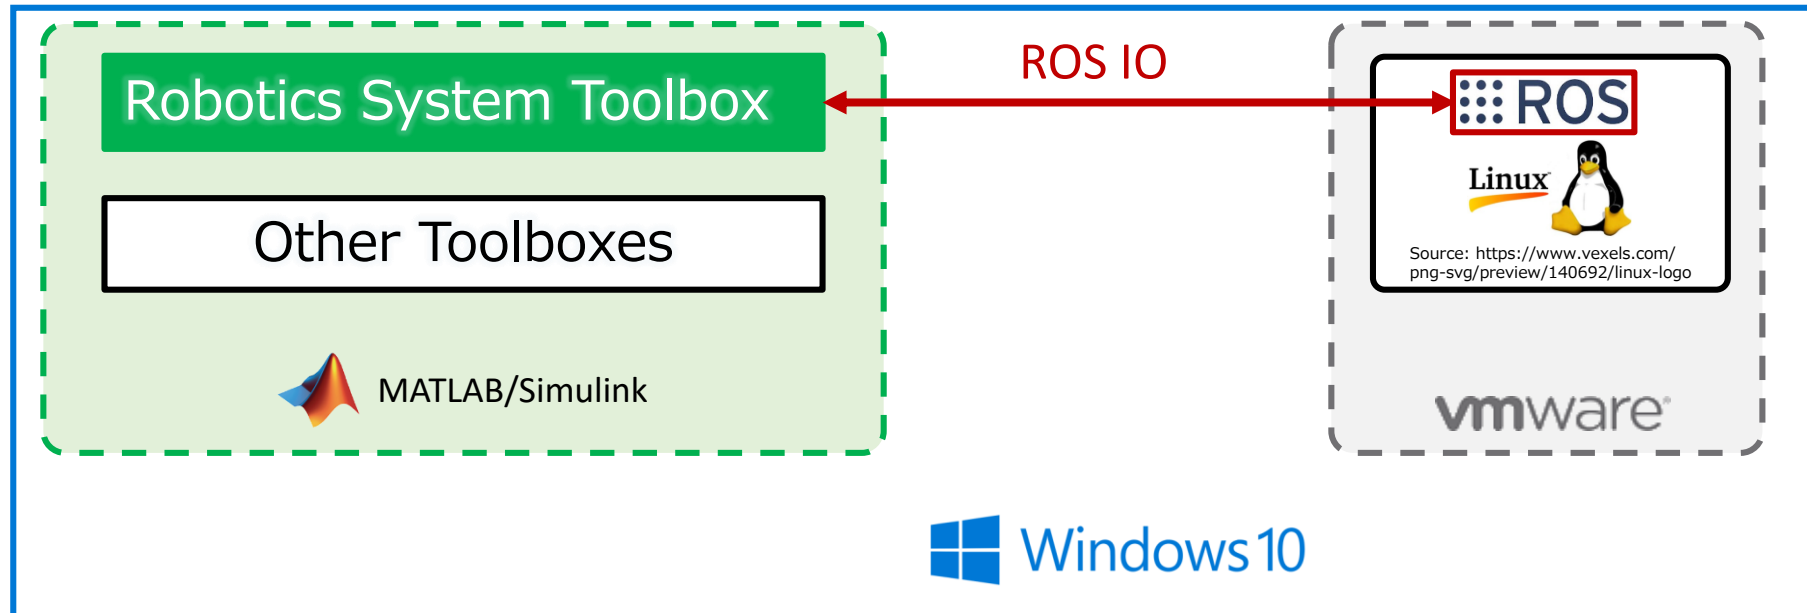 Robotics System Toolbox
ROS IO
ROS
Other Toolboxes
Linux
Source: https://www.vexels.com/
png-svg/preview/140692/linux-logo
MATLAB/Simulink
vmware®
Windows 10